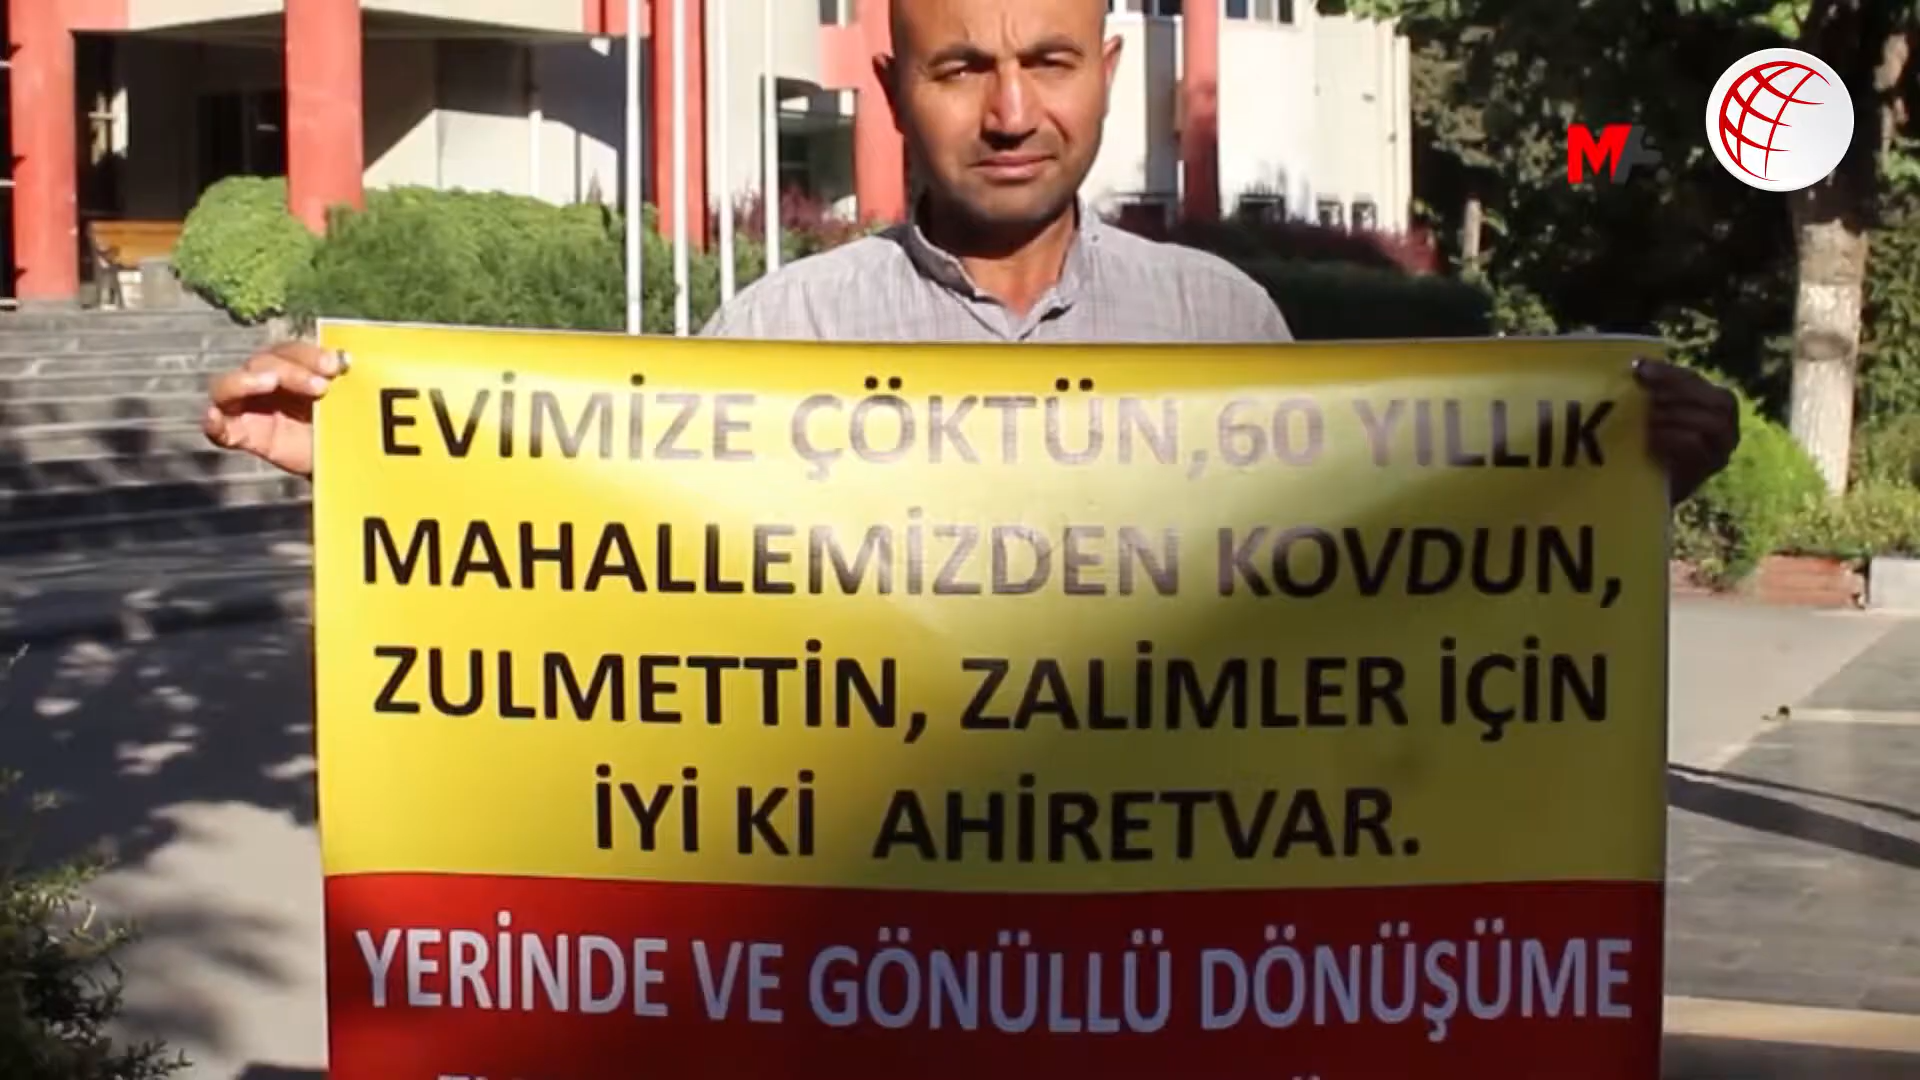 MA
EVİMİZE ÇÖKTÜN,60 YILLIK
MAHALLEMİZDEN KOVDUN,
ZULMETTİN, ZALİMLER İÇİN
İYİ Kİ AHİRETVAR.
YERİNDE VE GÖNÜLLÜ DÖNÜŞÜME